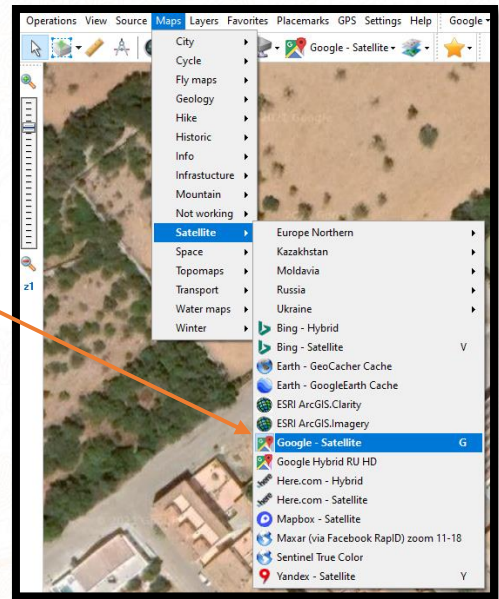 Operations View Source Maps Layers Favorites Placemarks GPS Settings Help Google
Google - Satellite
City
Cycle
Fly maps
Geology
Hike
Historic
Info
Infrastucture
Mountain
Not working
Satellite
Space
Topomaps
Transport
Water maps
Winter
z1
Europe Northern
Kazakhstan
Moldavia
Russia
Ukraine
Bing - Hybrid
Bing - Satellite V
Earth - GeoCacher Cache
Earth - GoogleEarth Cache
ESRI ArcGIS.Clarity
ESRI ArcGIS.Imagery
Google - Satellite G
Google Hybrid RU HD
Here.com - Hybrid
Here.com - Satellite
Mapbox - Satellite
Maxar (via Facebook RapID) zoom 11-18
Sentinel True Color
Yandex - Satellite Y